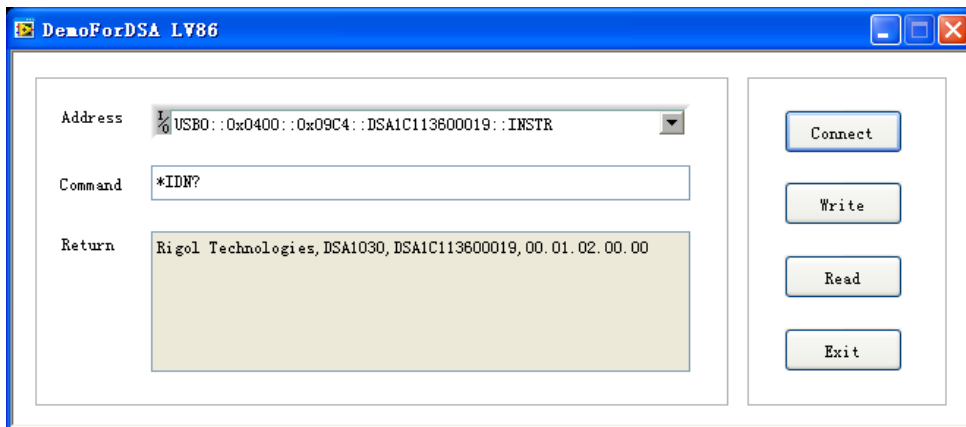 DemoForDSA LV86
Address
I/O USB0::0x0400::0x09C4::DSA1C113600019::INSTR
Connect
Command
*IDN?
Write
Return
Rigol Technologies,DSA1030,DSA1C113600019,00.01.02.00.00
Read
Exit